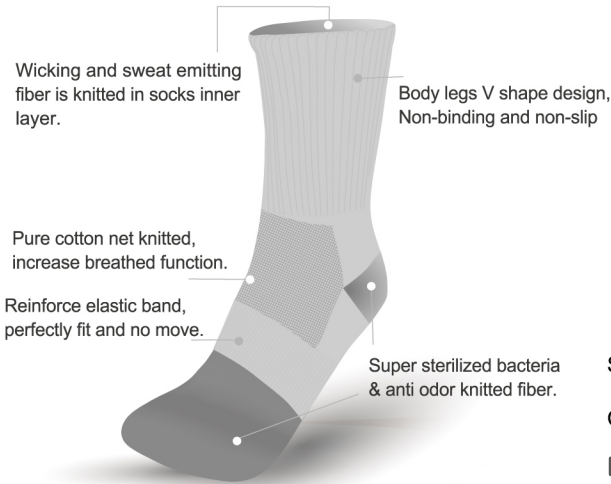 Wicking and sweat emitting
fiber is knitted in socks inner
layer.
Body legs V shape design,
Non-binding and non-slip
Pure cotton net knitted,
increase breathed function.
Reinforce elastic band,
perfectly fit and no move.
Super sterilized bacteria
& anti odor knitted fiber.